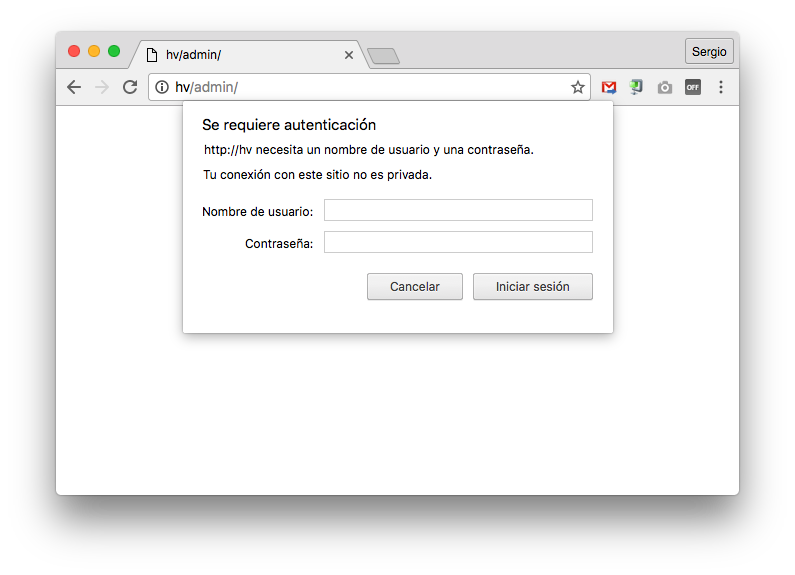 hv/admin/
Sergio
hv/admin/
OFF
Se requiere autenticación
http://hv necesita un nombre de usuario y una contraseña.
Tu conexión con este sitio no es privada.
Nombre de usuario:
Contraseña:
Cancelar
Iniciar sesión